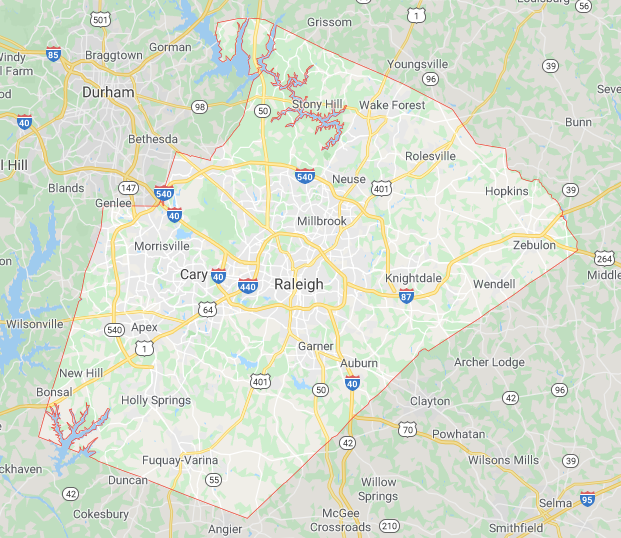 501
56
1
Grissom
Gorman
Braggtown
85
Windy
ill Farm
Youngsville
39
96
Durham
98
Stony Hill
50
Wake Forest
40
Bunn
Bethesda
Rolesville
l Hill
540
Neuse
Blands
147
540
401
Hopkins
39
Genlee
40
Millbrook
Morrisville
Zebulon
264
Cary
40
440
Raleigh
Knightdale
Middle
87
Wendell
64
Wilsonville
540
Apex
1
Garner
Auburn
Archer Lodge
New Hill
401
50
40
Bonsal
Holly Springs
Clayton
42
96
70
Powhatan
42
ckhaven
Fuquay-Varina
Wilsons Mills
39
Duncan
55
Willow
Springs
42
95
Selma
Cokesbury
McGee
Crossroads
210
Angier
Smithfield